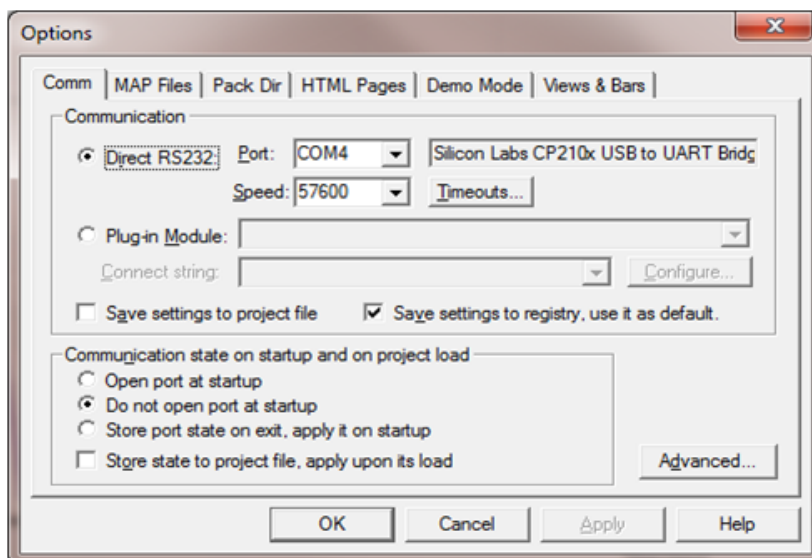 Options
Comm MAP Files Pack Dir HTML Pages Demo Mode Views & Bars
Communication
Direct RS232: Port: COM4 Silicon Labs CP210x USB to UART Bridg
Speed: 57600 Timeouts...
Plug-in Module:
Connect string: Configure...
Save settings to project file Save settings to registry, use it as default.
Communication state on startup and on project load
Open port at startup
Do not open port at startup
Store port state on exit, apply it on startup
Store state to project file, apply upon its load Advanced...
OK Cancel Apply Help